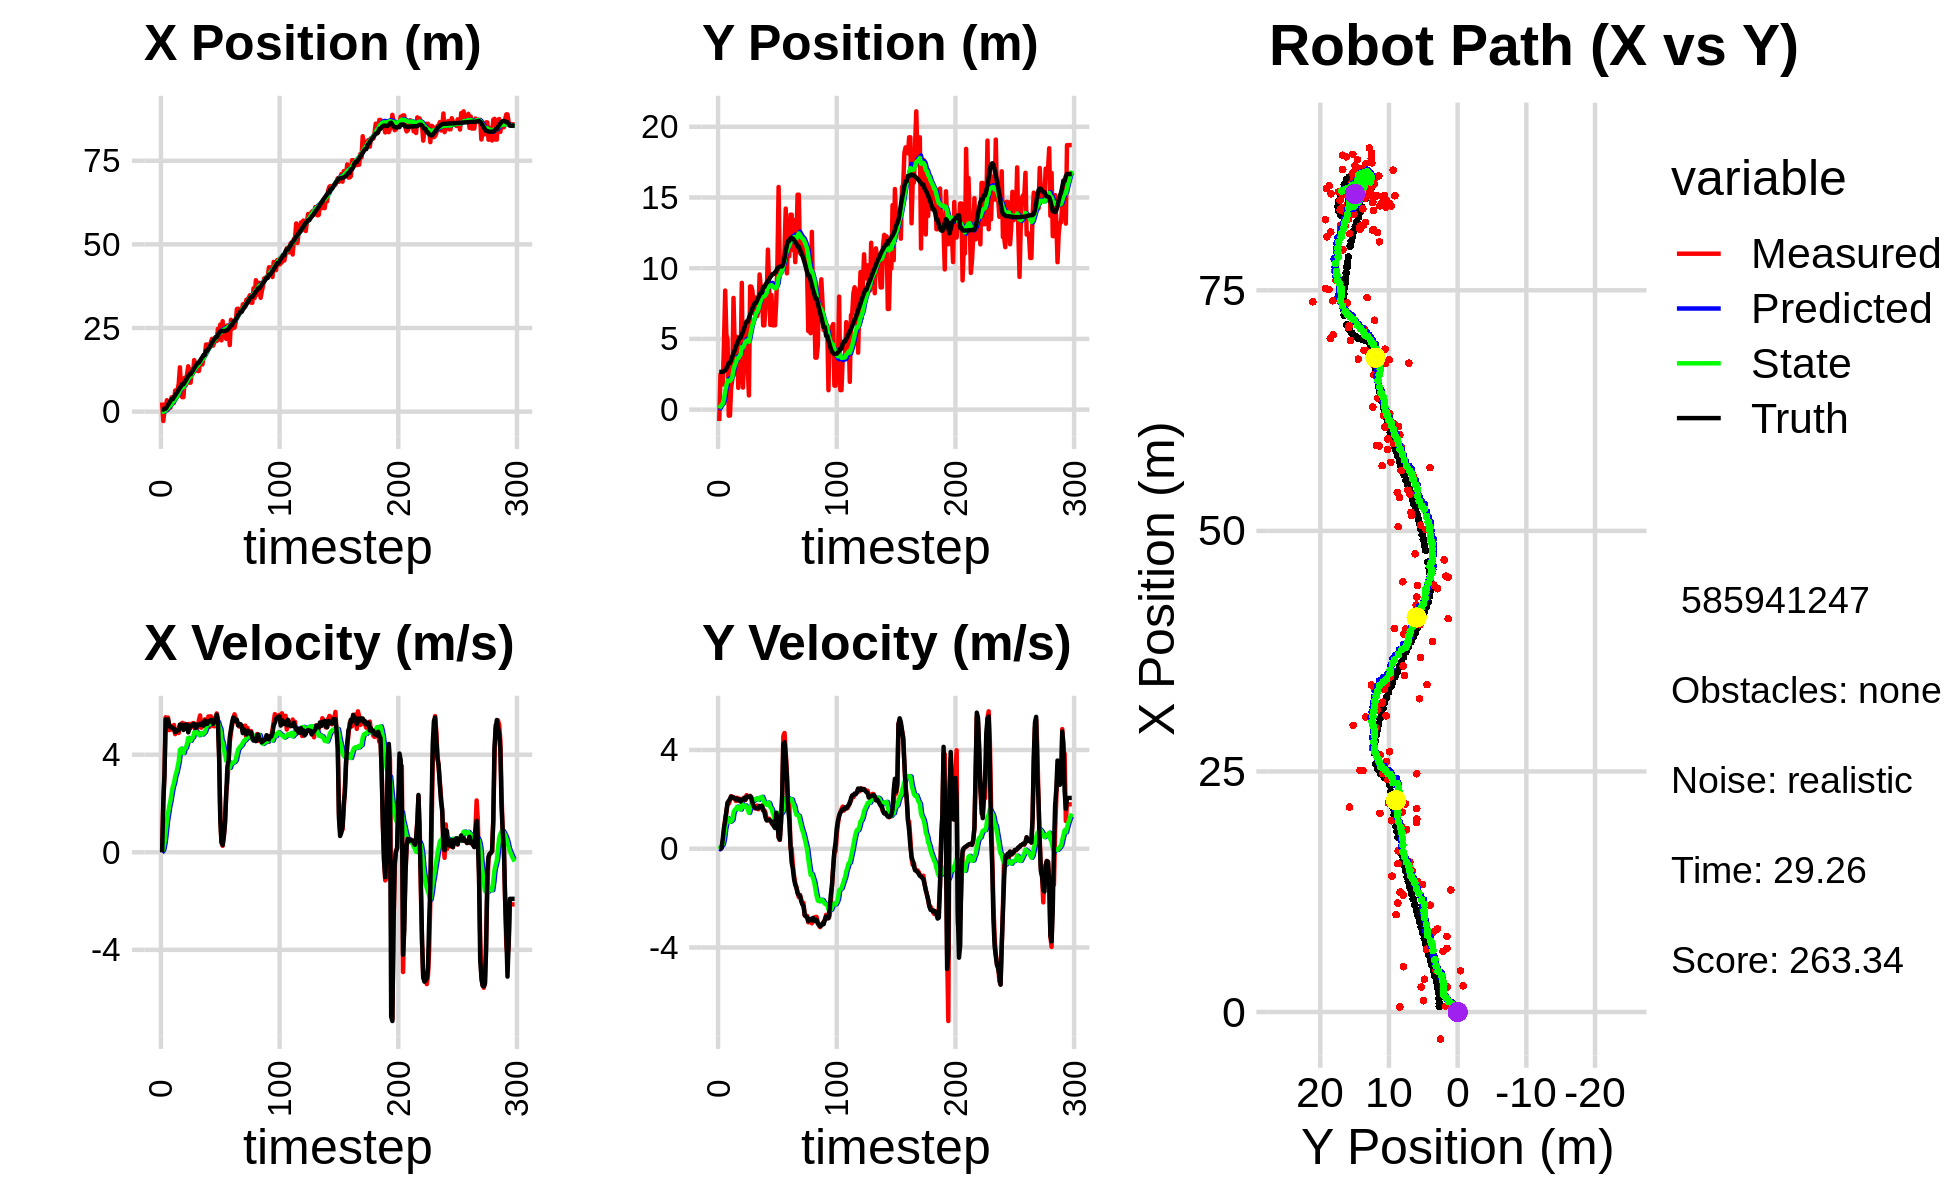 X Position (m)
75
50
25
0
0
100
200
300
timestep
Y Position (m)
20
15
10
5
0
0
100
200
300
timestep
X Velocity (m/s)
4
0
-4
0
100
200
300
timestep
Y Velocity (m/s)
4
0
-4
0
100
200
300
timestep
Robot Path (X vs Y)
X Position (m)
75
50
25
0
20 10 0 -10 -20
Y Position (m)
variable
Measured
Predicted
State
Truth
585941247
Obstacles: none
Noise: realistic
Time: 29.26
Score: 263.34